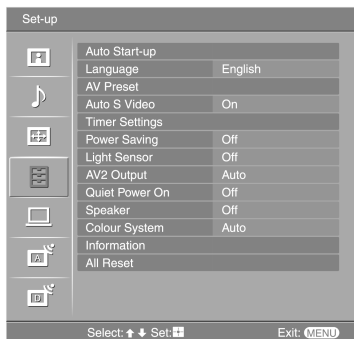 Set-up
Auto Start-up
Language English
AV Preset
Auto S Video On
Timer Settings
Power Saving Off
Light Sensor Off
AV2 Output Auto
Quiet Power On Off
Speaker Off
Colour System Auto
Information
All Reset
A
D
Select: Set: Exit: MENU